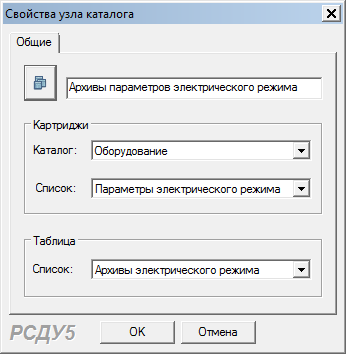 Свойства узла каталога
Общие
Архивы параметров электрического режима
Картриджи
Каталог: Оборудование
Список: Параметры электрического режима
Таблица
Список: Архивы электрического режима
РСДУ5 OK Отмена